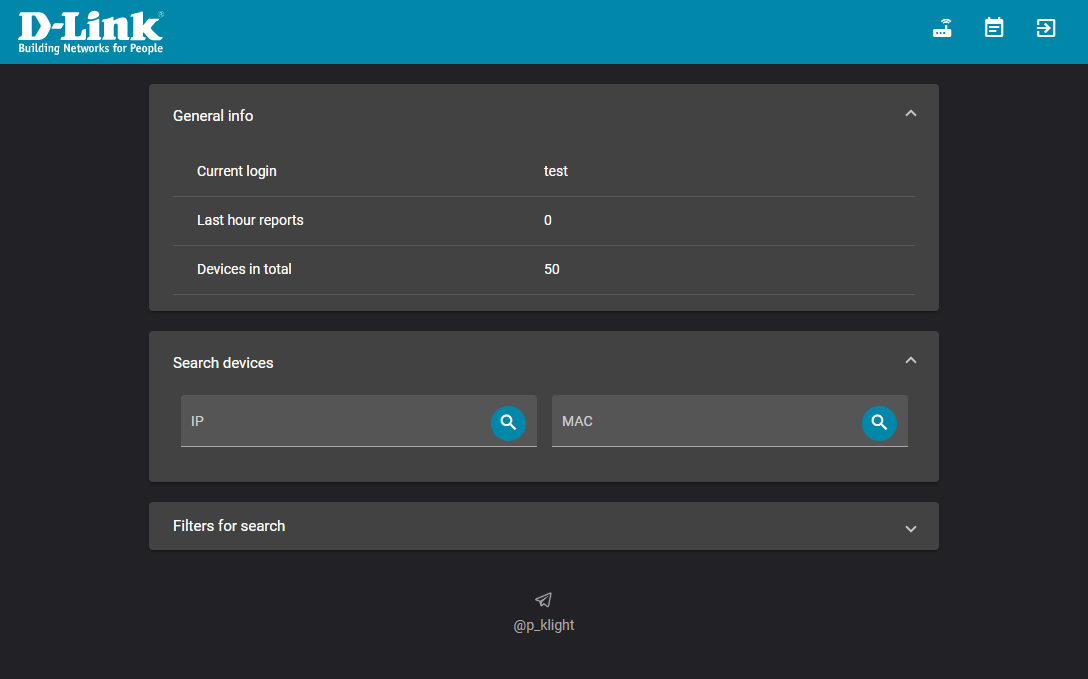 D-Link®
Building Networks for People
General info
Current login test
Last hour reports 0
Devices in total 50
Search devices
IP MAC
Filters for search
@p_klight